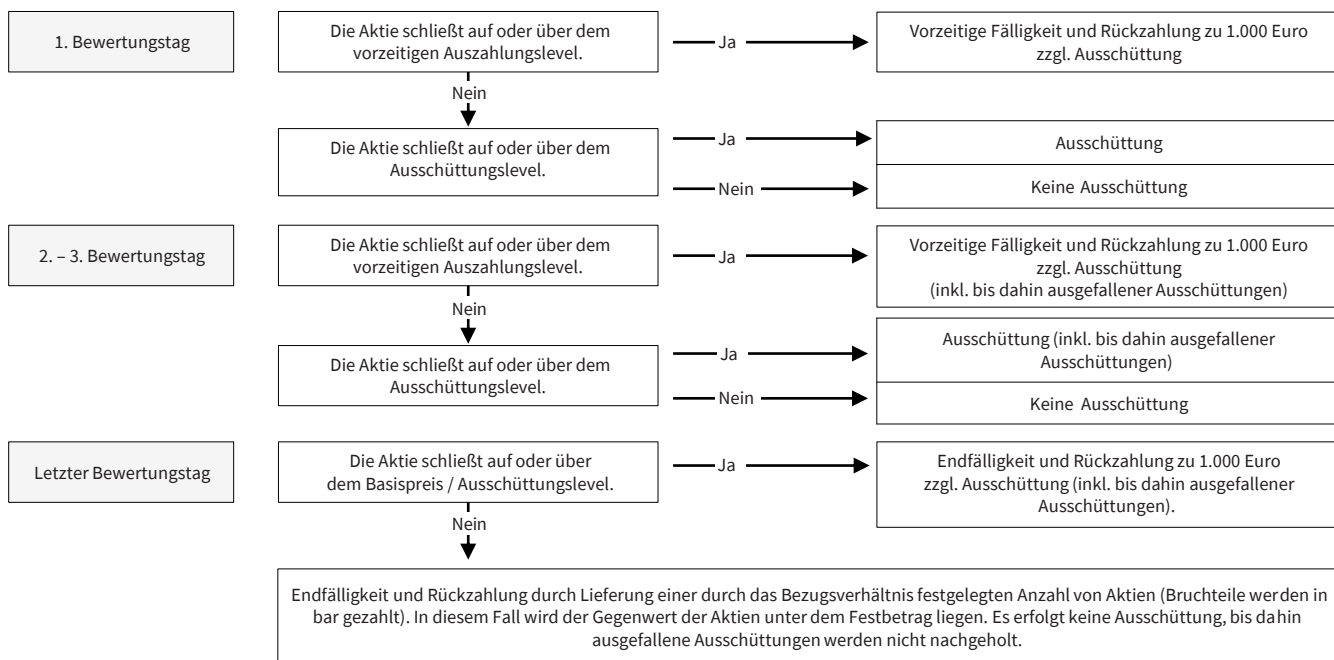 1. Bewertungstag
Die Aktie schließt auf oder über dem
vorzeitigen Auszahlungslevel.
Ja
Vorzeitige Fälligkeit und Rückzahlung zu 1.000 Euro
zzgl. Ausschüttung
Nein
Die Aktie schließt auf oder über dem
Ausschüttungslevel.
Ja
Ausschüttung
Nein
Keine Ausschüttung
2. – 3. Bewertungstag
Die Aktie schließt auf oder über dem
vorzeitigen Auszahlungslevel.
Ja
Vorzeitige Fälligkeit und Rückzahlung zu 1.000 Euro
zzgl. Ausschüttung
(inkl. bis dahin ausgefallener Ausschüttungen)
Nein
Die Aktie schließt auf oder über dem
Ausschüttungslevel.
Ja
Ausschüttung (inkl. bis dahin ausgefallener
Ausschüttungen)
Nein
Keine Ausschüttung
Letzter Bewertungstag
Die Aktie schließt auf oder über
dem Basispreis / Ausschüttungslevel.
Ja
Endfälligkeit und Rückzahlung zu 1.000 Euro
zzgl. Ausschüttung (inkl. bis dahin ausgefallener
Ausschüttungen).
Nein
Endfälligkeit und Rückzahlung durch Lieferung einer durch das Bezugsverhältnis festgelegten Anzahl von Aktien (Bruchteile werden in
bar gezahlt). In diesem Fall wird der Gegenwert der Aktien unter dem Festbetrag liegen. Es erfolgt keine Ausschüttung, bis dahin
ausgefallene Ausschüttungen werden nicht nachgeholt.